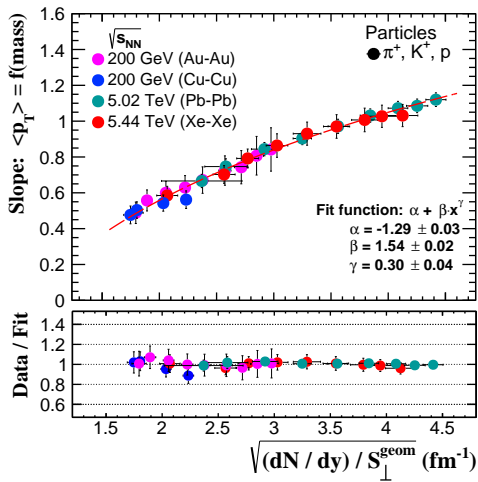 √s_NN
200 GeV (Au-Au)
200 GeV (Cu-Cu)
5.02 TeV (Pb-Pb)
5.44 TeV (Xe-Xe)
Particles
π⁺, K⁺, p
Slope: <p_T> = f(mass)
1.6
1.4
1.2
1
0.8
0.6
0.4
0.2
0
Fit function: α + β·x^γ
α = -1.29 ± 0.03
β = 1.54 ± 0.02
γ = 0.30 ± 0.04
Data / Fit
1.4
1.2
1
0.8
0.6
1.5 2 2.5 3 3.5 4 4.5
√(dN / dy) / S_⊥^geom (fm⁻¹)